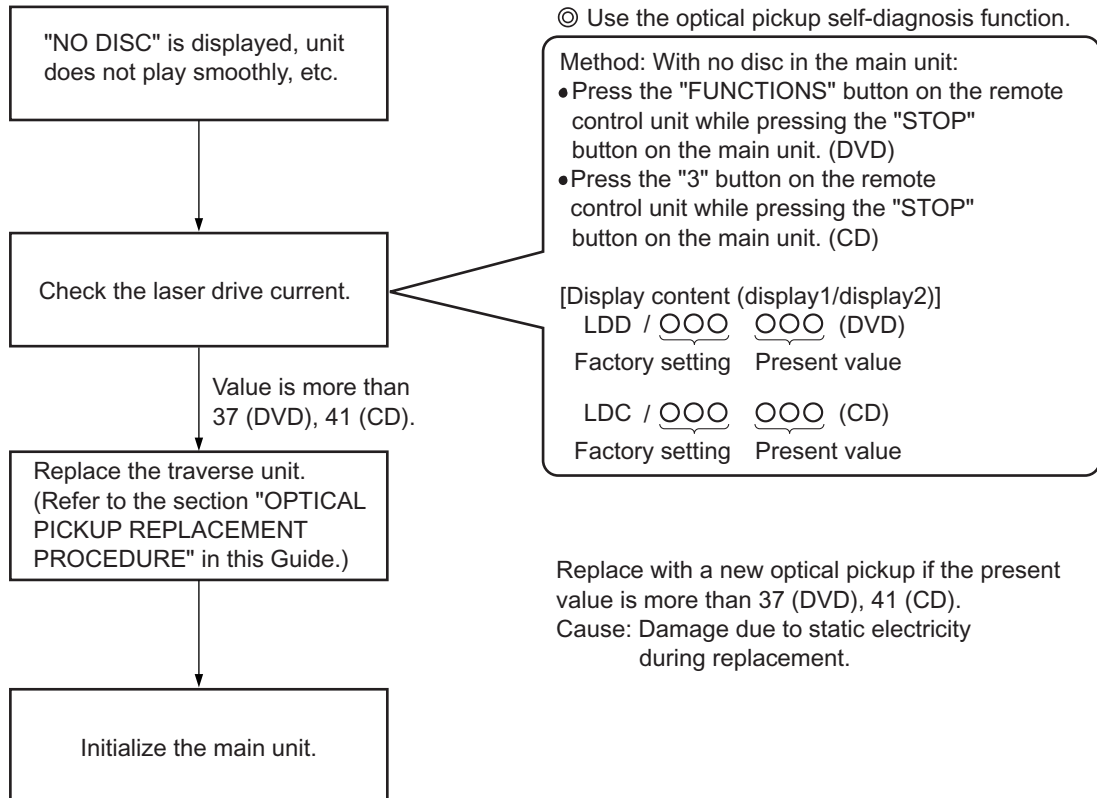 "NO DISC" is displayed, unit
does not play smoothly, etc.
◎ Use the optical pickup self-diagnosis function.
Method: With no disc in the main unit:
●Press the "FUNCTIONS" button on the remote
control unit while pressing the "STOP"
button on the main unit. (DVD)
●Press the "3" button on the remote
control unit while pressing the "STOP"
button on the main unit. (CD)
[Display content (display1/display2)]
LDD / ○○○ ○○○ (DVD)
Factory setting Present value
LDC / ○○○ ○○○ (CD)
Factory setting Present value
Check the laser drive current.
Value is more than
37 (DVD), 41 (CD).
Replace the traverse unit.
(Refer to the section "OPTICAL
PICKUP REPLACEMENT
PROCEDURE" in this Guide.)
Replace with a new optical pickup if the present
value is more than 37 (DVD), 41 (CD).
Cause: Damage due to static electricity
during replacement.
Initialize the main unit.